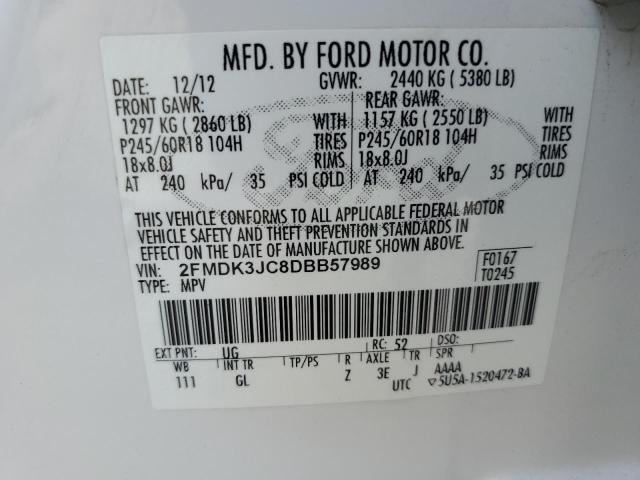 MFD. BY FORD MOTOR CO.
DATE: 12/12 GVWR: 2440 KG ( 5380 LB)
FRONT GAWR: REAR GAWR:
1297 KG ( 2860 LB) WITH 1157 KG ( 2550 LB) WITH
P245/60R18 104H TIRES P245/60R18 104H TIRES
18x8.0J RIMS 18x8.0J RIMS
AT 240 kPa/ 35 PSI COLD AT 240 kPa/ 35 PSI COLD
THIS VEHICLE CONFORMS TO ALL APPLICABLE FEDERAL MOTOR
VEHICLE SAFETY AND THEFT PREVENTION STANDARDS IN
EFFECT ON THE DATE OF MANUFACTURE SHOWN ABOVE.
VIN: 2FMDK3JC8DBB57989 F0167
TYPE: MPV T0245
EXT PNT: UG RC: 52 DSO:
WB INT TR TP/PS R AXLE TR SPR
111 GL Z 3E J AAAA
UTC ▽5U5A-1520472-BA